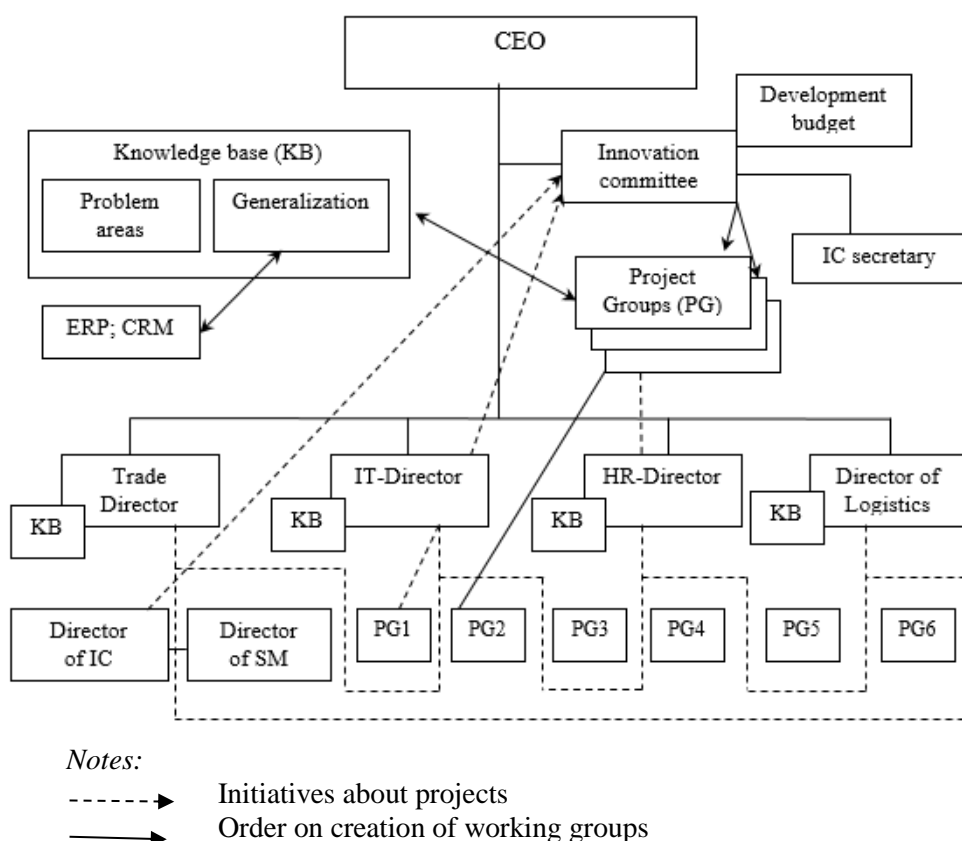 CEO
Development
budget
Knowledge base (KB)
Innovation
committee
Problem
areas
Generalization
IC secretary
Project
Groups (PG)
ERP; CRM
Trade
Director
IT-Director
HR-Director
Director of
Logistics
KB
KB
KB
KB
Director
of IC
Director
of SM
PG1
PG2
PG3
PG4
PG5
PG6
Notes:
Initiatives about projects
Order on creation of working groups